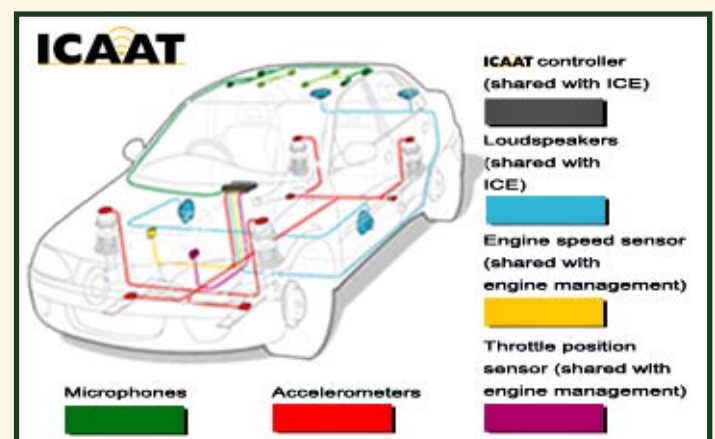 ICAAT
ICAAT controller
(shared with ICE)
Loudspeakers
(shared with
ICE)
Engine speed sensor
(shared with
engine management)
Throttle position
sensor (shared with
engine management)
Microphones
Accelerometers